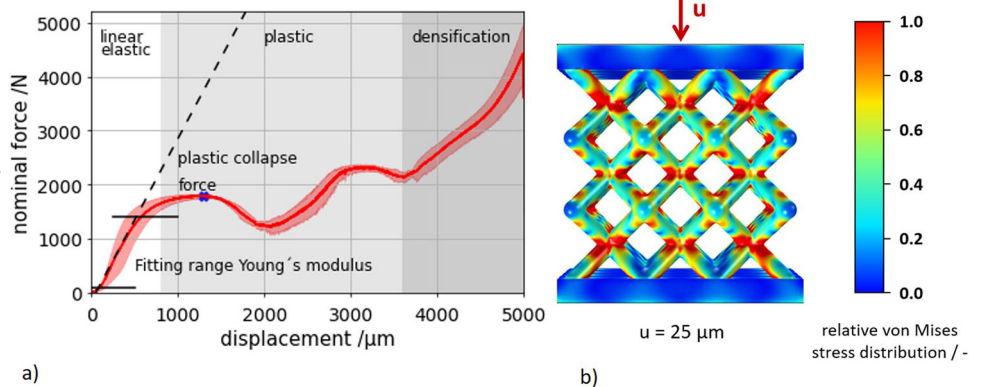 5000
4000
3000
2000
1000
0
nominal force /N
linear
elastic
plastic
densification
plastic collapse
force
Fitting range Young´s modulus
0
1000
2000
3000
4000
5000
displacement /µm
a)
u
u = 25 µm
b)
1.0
0.8
0.6
0.4
0.2
0.0
relative von Mises
stress distribution / -